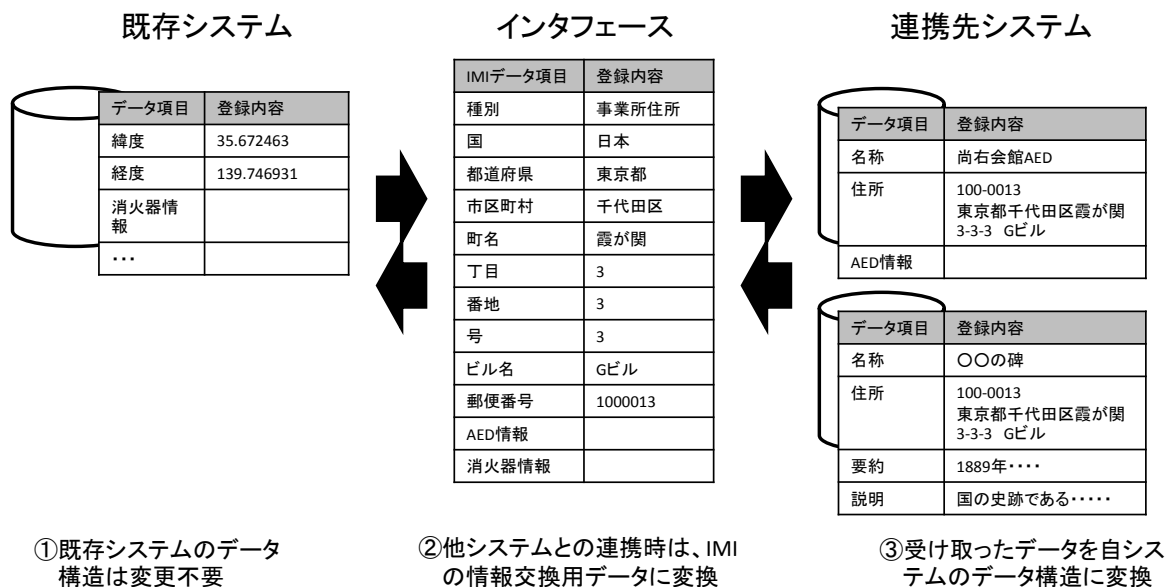 既存システム
インタフェース
連携先システム
データ項目 登録内容
緯度 35.672463
経度 139.746931
消火器情
報
・・・
IMIデータ項目 登録内容
種別 事業所住所
国 日本
都道府県 東京都
市区町村 千代田区
町名 霞が関
丁目 3
番地 3
号 3
ビル名 Gビル
郵便番号 1000013
AED情報
消火器情報
データ項目 登録内容
名称 尚右会館AED
住所 100-0013
東京都千代田区霞が関
3-3-3 Gビル
AED情報
データ項目 登録内容
名称 〇〇の碑
住所 100-0013
東京都千代田区霞が関
3-3-3 Gビル
要約 1889年・・・・
説明 国の史跡である・・・・・
①既存システムのデータ
構造は変更不要
②他システムとの連携時は、IMI
の情報交換用データに変換
③受け取ったデータを自シス
テムのデータ構造に変換